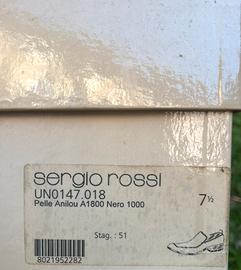 sergio rossi
UN0147.018
Pelle Anilou A1800 Nero 1000
7½
Stag. : 51
8021952282